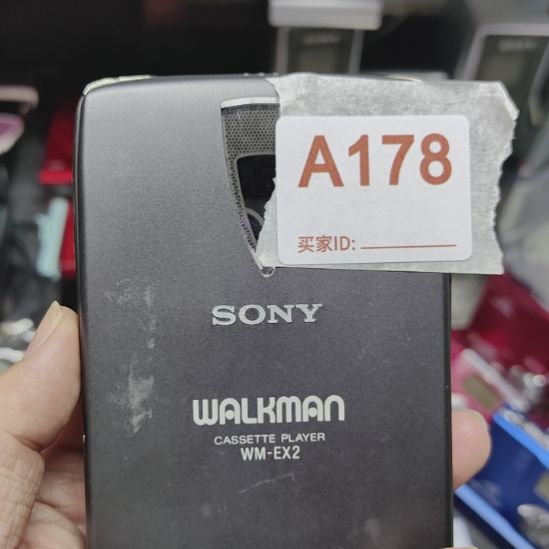 A178
买家ID:
SONY
WALKMAN
CASSETTE PLAYER
WM-EX2